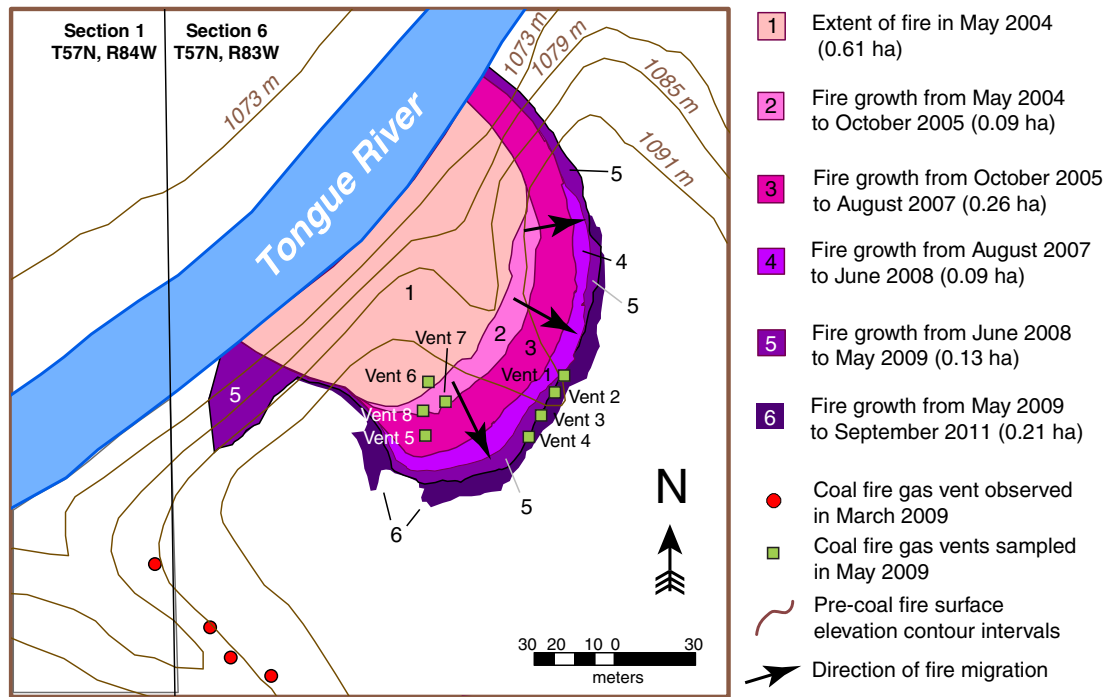 Section 1
T57N, R84W
Section 6
T57N, R83W
1073 m
1073 m
1079 m
1085 m
1091 m
Tongue River
5
4
5
1
2
3
Vent 7
Vent 6
Vent 1
Vent 2
Vent 8
Vent 3
Vent 5
Vent 4
5
5
6
N
30 20 10 0 30
meters
1 Extent of fire in May 2004
(0.61 ha)
2 Fire growth from May 2004
to October 2005 (0.09 ha)
3 Fire growth from October 2005
to August 2007 (0.26 ha)
4 Fire growth from August 2007
to June 2008 (0.09 ha)
5 Fire growth from June 2008
to May 2009 (0.13 ha)
6 Fire growth from May 2009
to September 2011 (0.21 ha)
Coal fire gas vent observed
in March 2009
Coal fire gas vents sampled
in May 2009
Pre-coal fire surface
elevation contour intervals
Direction of fire migration